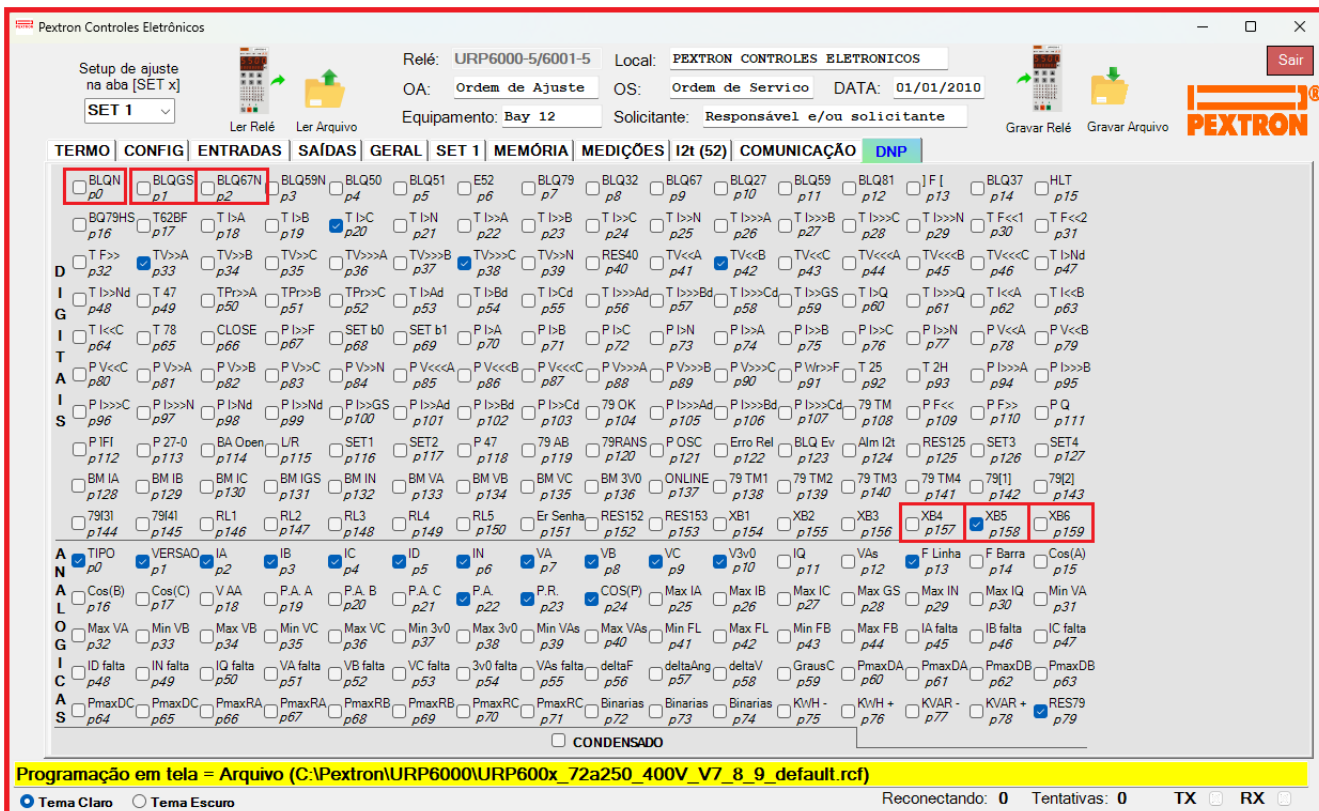 Pextron Controles Eletrônicos
Setup de ajuste
na aba [SET x]
SET 1
Ler Relé
Ler Arquivo
Relé: URP6000-5/6001-5 Local: PEXTRON CONTROLES ELETRONICOS
OA: Ordem de Ajuste OS: Ordem de Servico DATA: 01/01/2010
Equipamento: Bay 12 Solicitante: Responsável e/ou solicitante
Gravar Relé
Gravar Arquivo
Sair
PEXTRON®
TERMO CONFIG ENTRADAS SAÍDAS GERAL SET 1 MEMÓRIA MEDIÇÕES I2t (52) COMUNICAÇÃO DNP
DIGITAIS
BLQN BLQGS BLQ67N BLQ59N BLQ50 BLQ51 E52 BLQ79 BLQ32 BLQ67 BLQ27 BLQ59 BLQ81 ] F [ BLQ37 HLT
p0 p1 p2 p3 p4 p5 p6 p7 p8 p9 p10 p11 p12 p13 p14 p15
BQ79HS T62BF T I>A T I>B T I>C T I>N T I>>A T I>>B T I>>C T I>>N T I>>>A T I>>>B T I>>>C T I>>>N T F<<1 T F<<2
p16 p17 p18 p19 p20 p21 p22 p23 p24 p25 p26 p27 p28 p29 p30 p31
T F>> TV>>A TV>>B TV>>C TV>>>A TV>>>B TV>>>C TV>>N RES40 TV<<A TV<<B TV<<C TV<<<A TV<<<B TV<<<C T I>Nd
p32 p33 p34 p35 p36 p37 p38 p39 p40 p41 p42 p43 p44 p45 p46 p47
T I>>Nd T 47 TPr>>A TPr>>B TPr>>C T I>Ad T I>Bd T I>Cd T I>>>Ad T I>>>Bd T I>>>Cd T I>>GS T I>Q T I>>>Q T I<<A T I<<B
p48 p49 p50 p51 p52 p53 p54 p55 p56 p57 p58 p59 p60 p61 p62 p63
T I<<C T 78 CLOSE P I>>F SET b0 SET b1 P I>A P I>B P I>C P I>N P I>>A P I>>B P I>>C P I>>N P V<<A P V<<B
p64 p65 p66 p67 p68 p69 p70 p71 p72 p73 p74 p75 p76 p77 p78 p79
P V<<C P V>>A P V>>B P V>>C P V>>N P V<<<A P V<<<B P V<<<C P V>>>A P V>>>B P V>>>C P Wr>>F T 25 T 2H P I>>>A P I>>>B
p80 p81 p82 p83 p84 p85 p86 p87 p88 p89 p90 p91 p92 p93 p94 p95
P I>>>C P I>>>N P I>Nd P I>>Nd P I>>GS P I>>Ad P I>>Bd P I>>Cd 79 OK P I>>>Ad P I>>>Bd P I>>>Cd 79 TM P F<< P F>> P Q
p96 p97 p98 p99 p100 p101 p102 p103 p104 p105 p106 p107 p108 p109 p110 p111
P 27-0 BA Open L/R SET1 SET2 P 47 79 AB 79RANS P OSC Erro Rel BLQ Ev Alm I2t RES125 SET3 SET4
p112 p113 p114 p115 p116 p117 p118 p119 p120 p121 p122 p123 p124 p125 p126 p127
BM IA BM IB BM IC BM IGS BM IN BM VA BM VB BM VC BM 3V0 ONLINE 79 TM1 79 TM2 79 TM3 79 TM4 79[1] 79[2]
p128 p129 p130 p131 p132 p133 p134 p135 p136 p137 p138 p139 p140 p141 p142 p143
79[3] 79[4] RL1 RL2 RL3 RL4 RL5 Er Senha RES152 RES153 XB1 XB2 XB3 XB4 XB5 XB6
p144 p145 p146 p147 p148 p149 p150 p151 p152 p153 p154 p155 p156 p157 p158 p159
ANALOGICAS
TIPO VERSAO IA IB IC ID IN VA VB VC V3v0 IQ VAs F Linha F Barra Cos(A)
p0 p1 p2 p3 p4 p5 p6 p7 p8 p9 p10 p11 p12 p13 p14 p15
Cos(B) Cos(C) V AA P.A. A P.A. B P.A. C P.A. P.R. COS(P) Max IA Max IB Max IC Max GS Max IN Max IQ Min VA
p16 p17 p18 p19 p20 p21 p22 p23 p24 p25 p26 p27 p28 p29 p30 p31
Max VA Min VB Max VB Min VC Max VC Min 3v0 Max 3v0 Min VAs Max VAs Min FL Max FL Min FB Max FB IA falta IB falta IC falta
p32 p33 p34 p35 p36 p37 p38 p39 p40 p41 p42 p43 p44 p45 p46 p47
ID falta IN falta IQ falta VA falta VB falta VC falta 3v0 falta VAs falta deltaF deltaAng deltaV GrausC PmaxDA PmaxDA PmaxDB PmaxDB
p48 p49 p50 p51 p52 p53 p54 p55 p56 p57 p58 p59 p60 p61 p62 p63
PmaxDC PmaxDC PmaxRA PmaxRA PmaxRB PmaxRB PmaxRC PmaxRC Binarias Binarias Binarias KWH - KWH + KVAR - KVAR + RES79
p64 p65 p66 p67 p68 p69 p70 p71 p72 p73 p74 p75 p76 p77 p78 p79
CONDENSADO
Programação em tela = Arquivo (C:\Pextron\URP6000\URP600x_72a250_400V_V7_8_9_default.rcf)
Tema Claro Tema Escuro Reconectando: 0 Tentativas: 0 TX RX